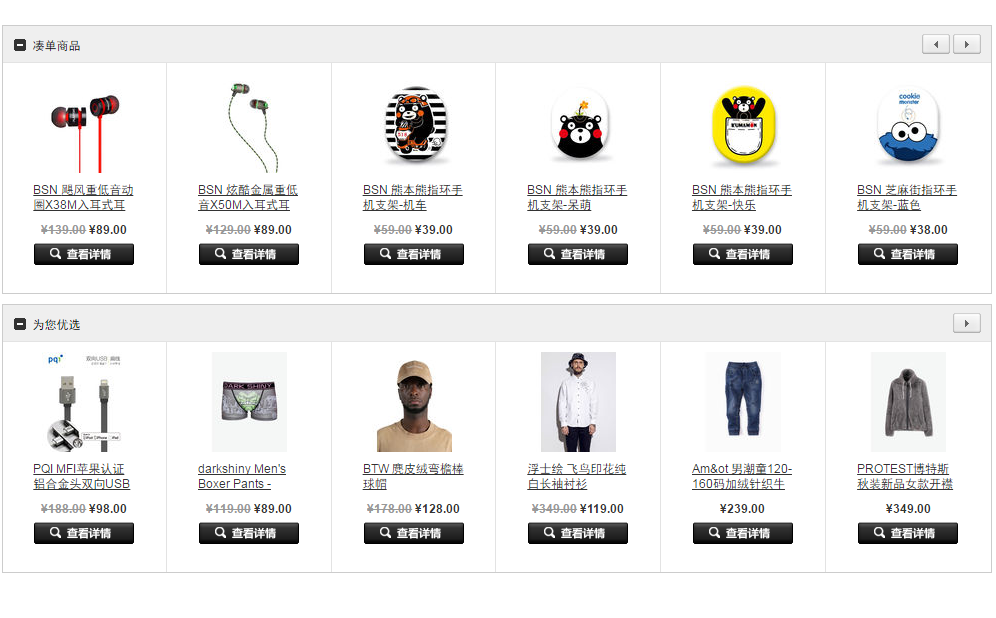 凑单商品
cookie
monster
KUMAMON
BSN 飓风重低音动
圈X38M入耳式耳
BSN 炫酷金属重低
音X50M入耳式耳
BSN 熊本熊指环手
机支架-机车
BSN 熊本熊指环手
机支架-呆萌
BSN 熊本熊指环手
机支架-快乐
BSN 芝麻街指环手
机支架-蓝色
¥139.00 ¥89.00
¥129.00 ¥89.00
¥59.00 ¥39.00
¥59.00 ¥39.00
¥59.00 ¥39.00
¥59.00 ¥38.00
查看详情
查看详情
查看详情
查看详情
查看详情
查看详情
为您优选
pqi
双向USB
DARK SHINY
PQI MFI苹果认证
铝合金头双向USB
darkshiny Men's
Boxer Pants -
BTW 麂皮绒弯檐棒
球帽
浮士绘 飞鸟印花纯
白长袖衬衫
Am&ot 男潮童120-
160码加绒针织牛
PROTEST博特斯
秋装新品女款开襟
¥188.00 ¥98.00
¥119.00 ¥89.00
¥178.00 ¥128.00
¥349.00 ¥119.00
¥239.00
¥349.00
查看详情
查看详情
查看详情
查看详情
查看详情
查看详情